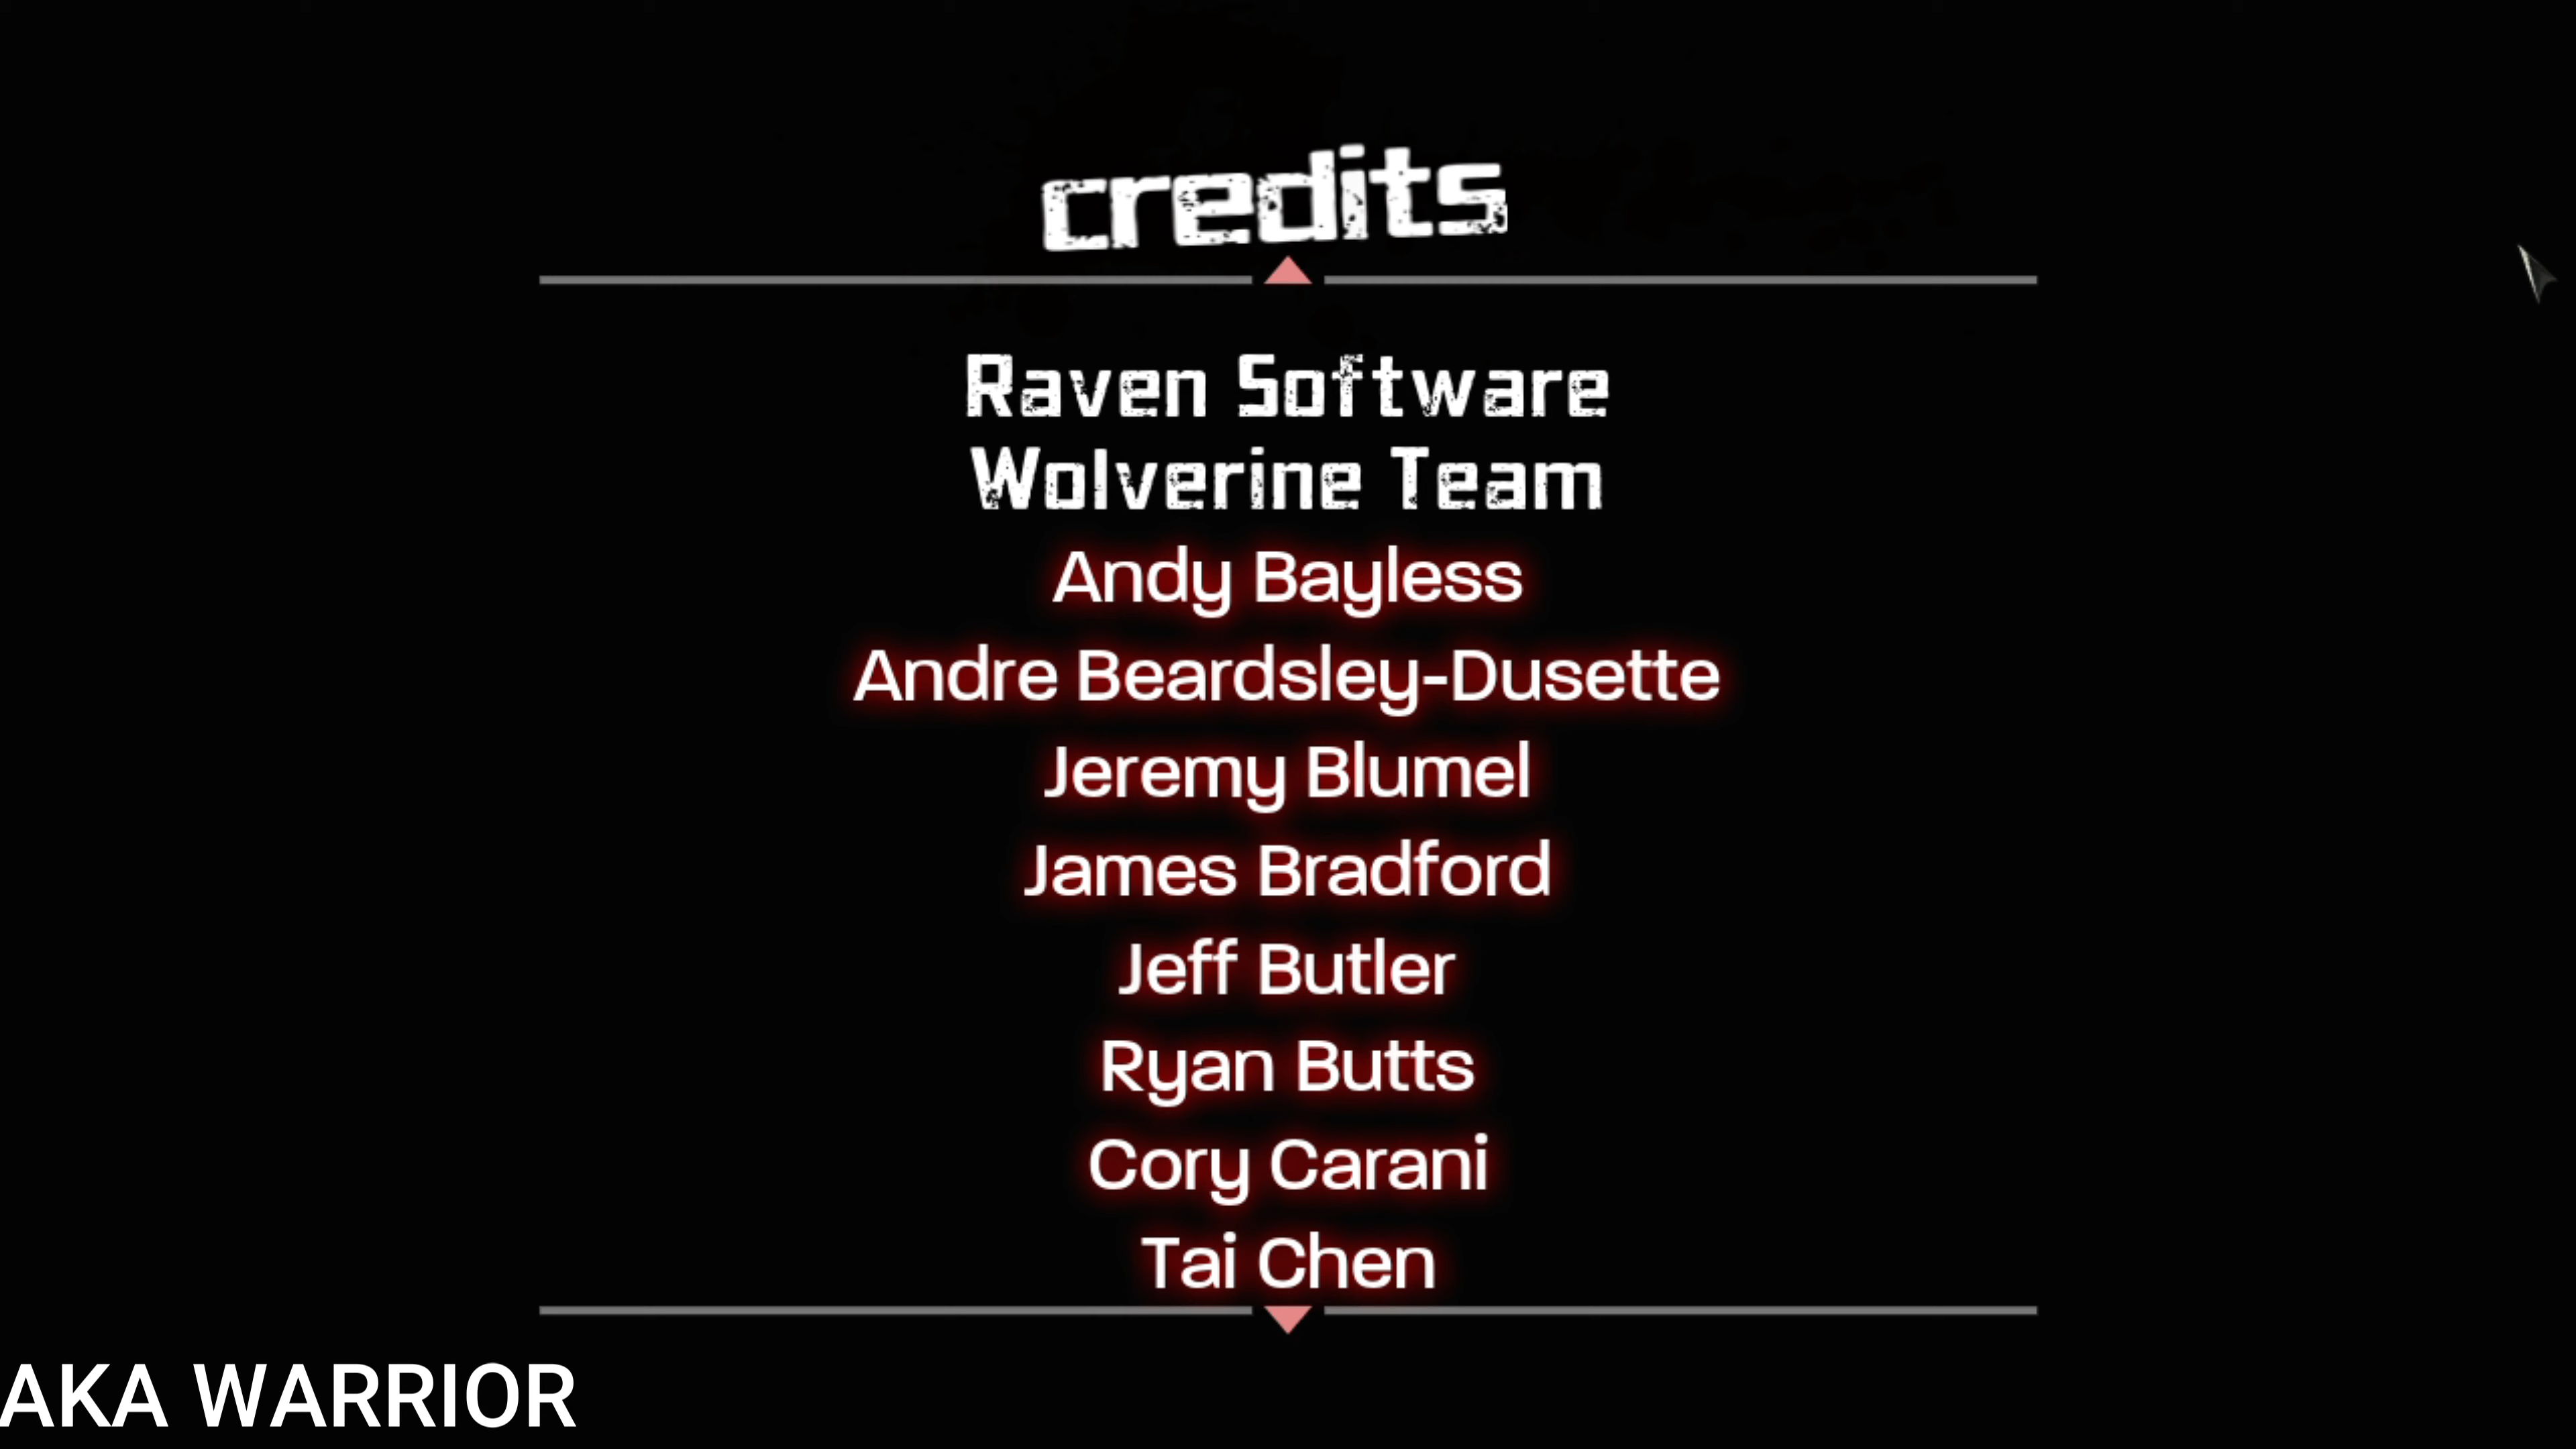 credits
Raven Software
Wolverine Team
Andy Bayless
Andre Beardsley-Dusette
Jeremy Blumel
James Bradford
Jeff Butler
Ryan Butts
Cory Carani
Tai Chen
AKA WARRIOR